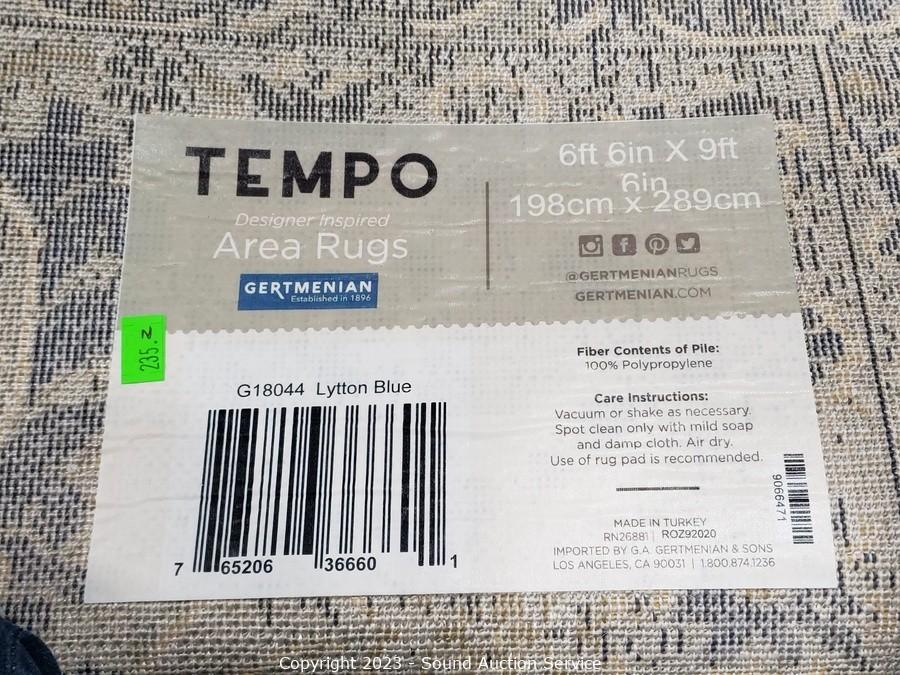 TEMPO
Designer Inspired
Area Rugs
GERTMENIAN
Established in 1896
6ft 6in X 9ft
6in
198cm x 289cm
@GERTMENIANRUGS
GERTMENIAN.COM
235.2
G18044 Lytton Blue
7 65206 36660 1
Fiber Contents of Pile:
100% Polypropylene
Care Instructions:
Vacuum or shake as necessary.
Spot clean only with mild soap
and damp cloth. Air dry.
Use of rug pad is recommended.
9066471
MADE IN TURKEY
RN26881 | ROZ92020
IMPORTED BY G.A. GERTMENIAN & SONS
LOS ANGELES, CA 90031 | 1.800.874.1236
Copyright 2023 - Sound Auction Service